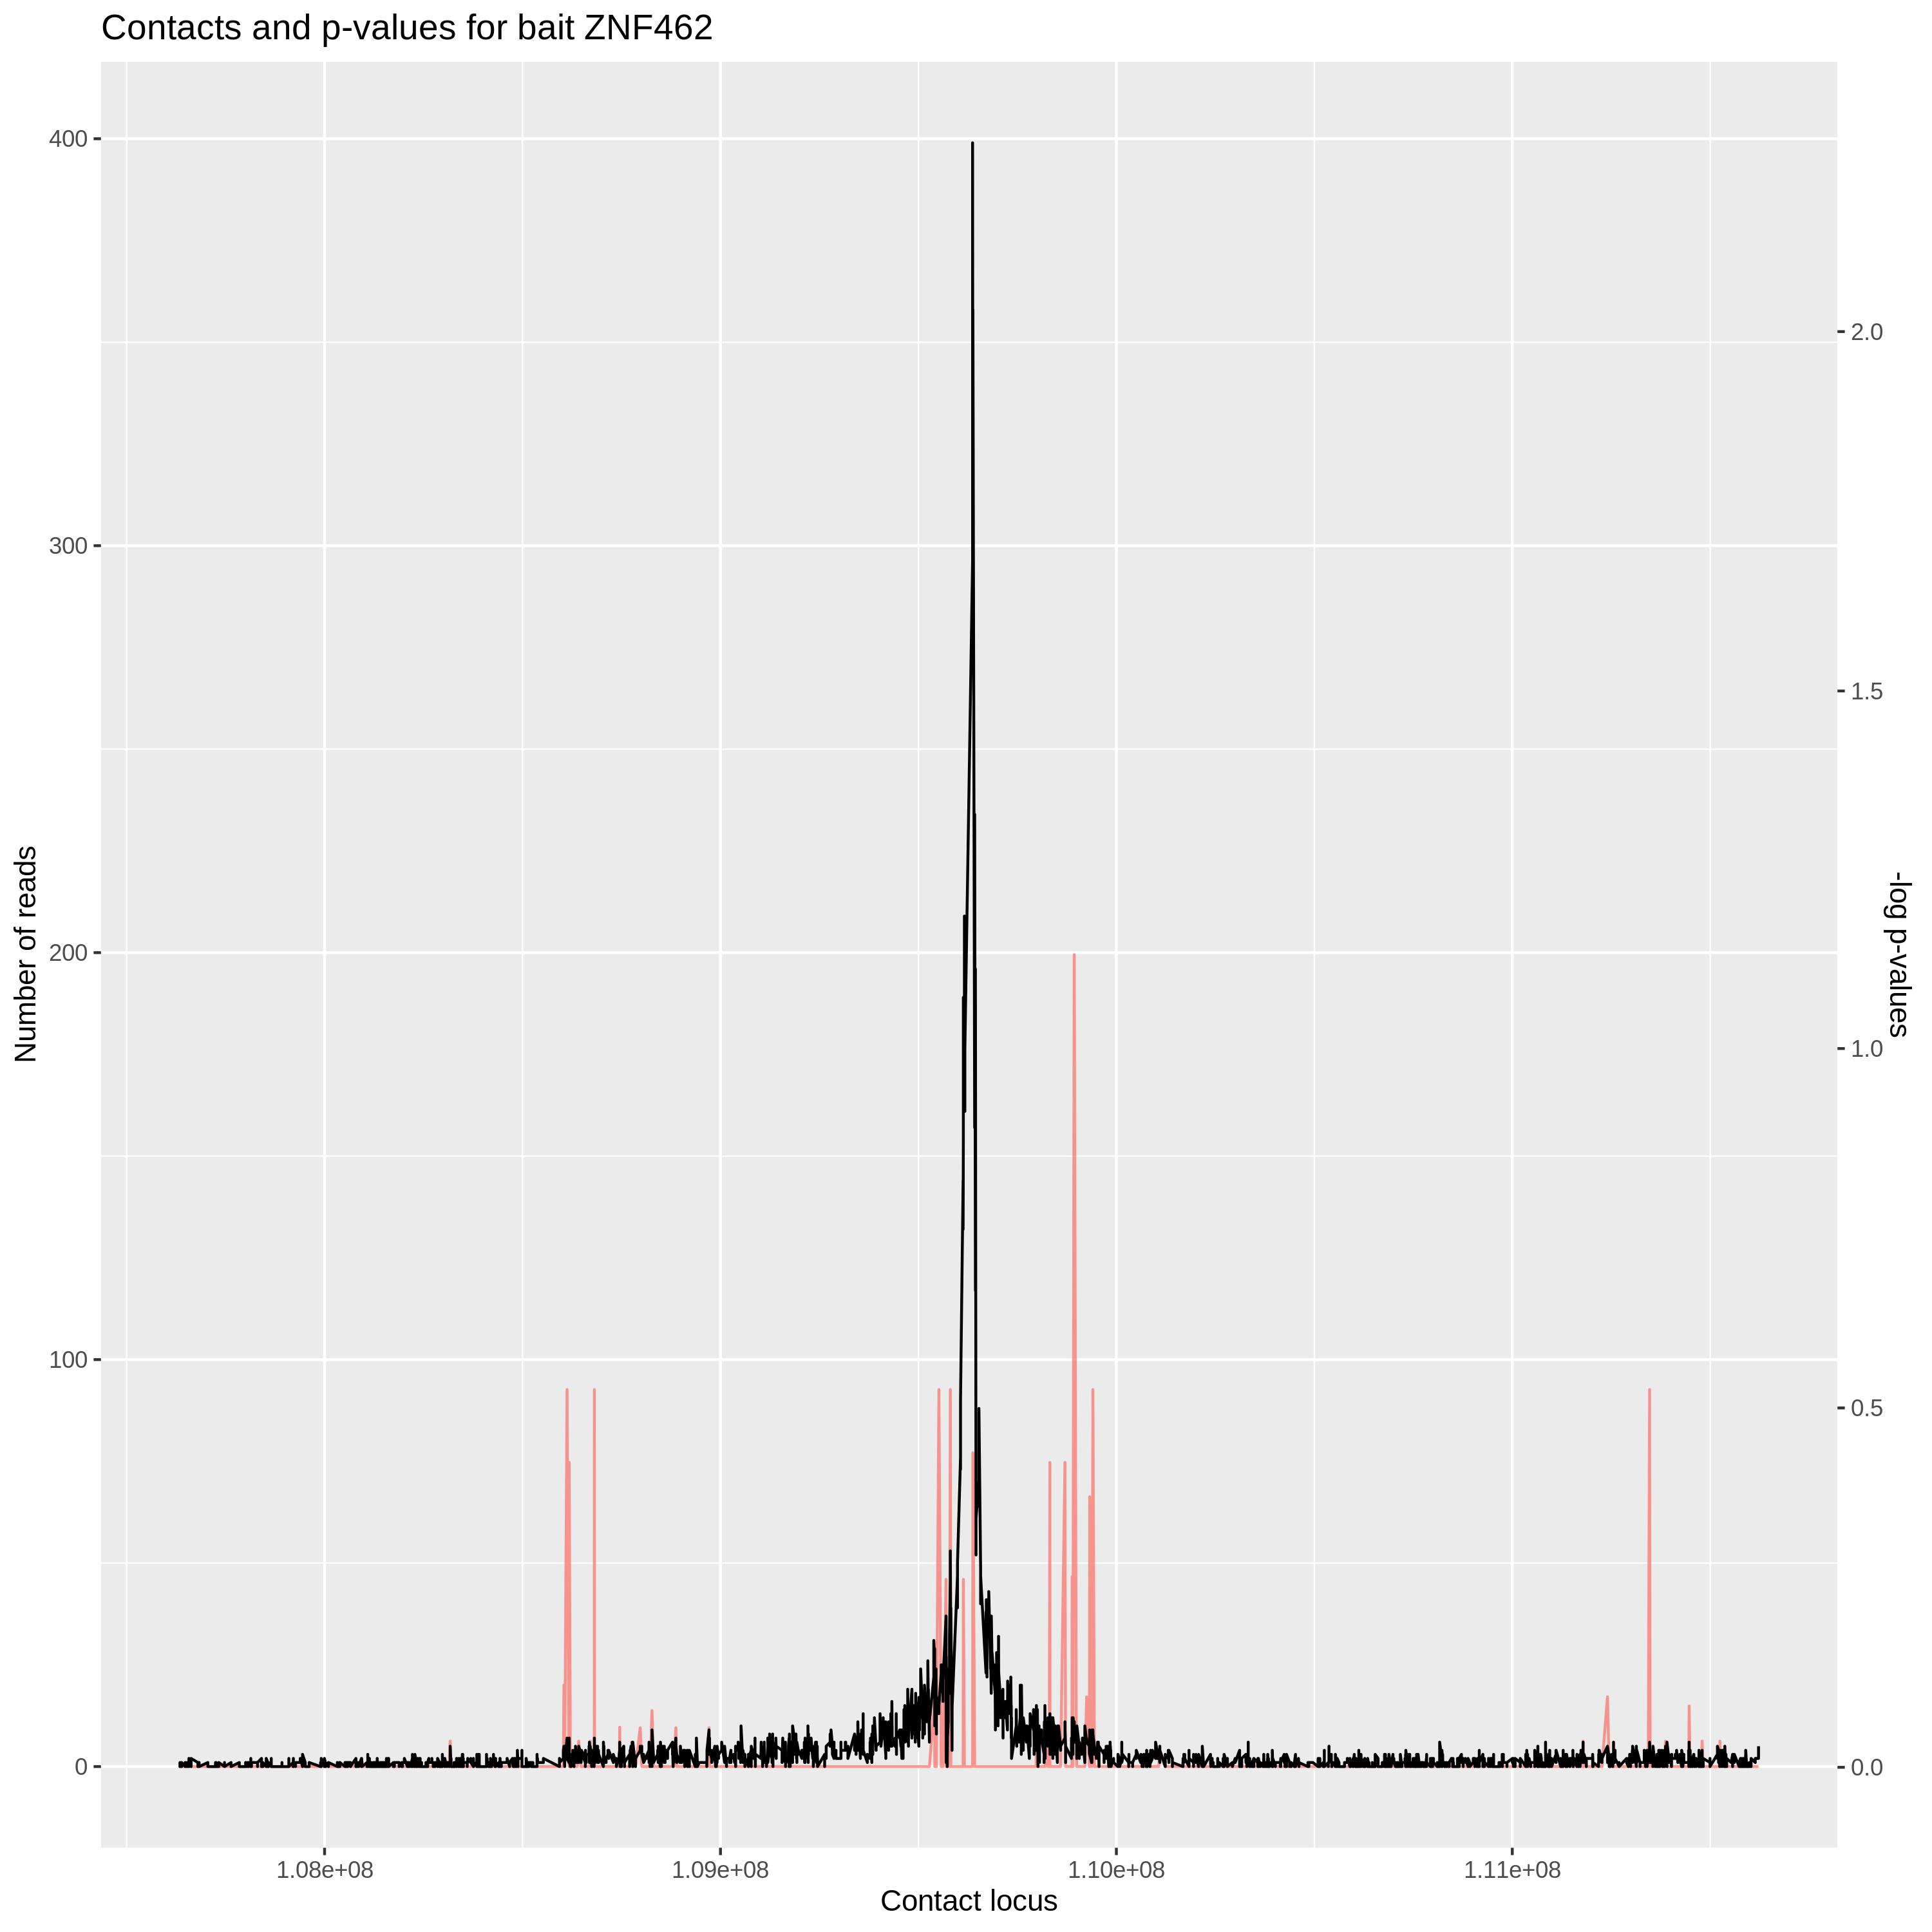 Contacts and p-values for bait ZNF462
400
300
200
100
0
Number of reads
2.0
1.5
1.0
0.5
0.0
-log p-values
1.08e+08
1.09e+08
1.10e+08
1.11e+08
Contact locus